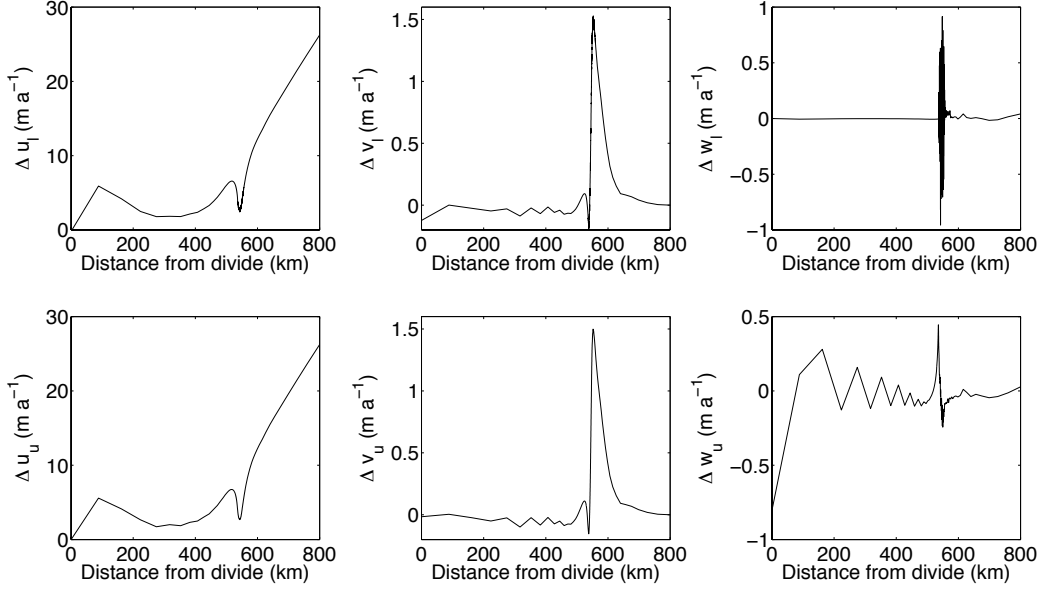 30
20
10
0
Δ u_l (m a⁻¹)
0 200 400 600 800
Distance from divide (km)
1.5
1
0.5
0
Δ v_l (m a⁻¹)
0 200 400 600 800
Distance from divide (km)
1
0.5
0
−0.5
−1
Δ w_l (m a⁻¹)
0 200 400 600 800
Distance from divide (km)
30
20
10
0
Δ u_u (m a⁻¹)
0 200 400 600 800
Distance from divide (km)
1.5
1
0.5
0
Δ v_u (m a⁻¹)
0 200 400 600 800
Distance from divide (km)
0.5
0
−0.5
−1
Δ w_u (m a⁻¹)
0 200 400 600 800
Distance from divide (km)